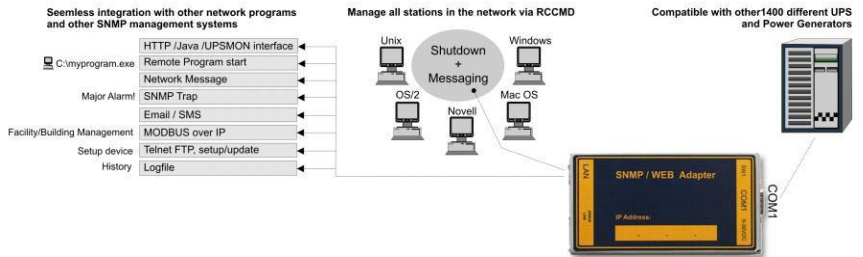 Seemless integration with other network programs
and other SNMP management systems
HTTP /Java /UPSMON interface
C:\myprogram.exe Remote Program start
Network Message
Major Alarm! SNMP Trap
Email / SMS
Facility/Building Management MODBUS over IP
Setup device Telnet FTP, setup/update
History Logfile
Manage all stations in the network via RCCMD
Unix
Windows
Shutdown
+
Messaging
OS/2
Mac OS
Novell
Compatible with other1400 different UPS
and Power Generators
LAN
SNMP / WEB Adapter
IP Address:
COM1
COM1